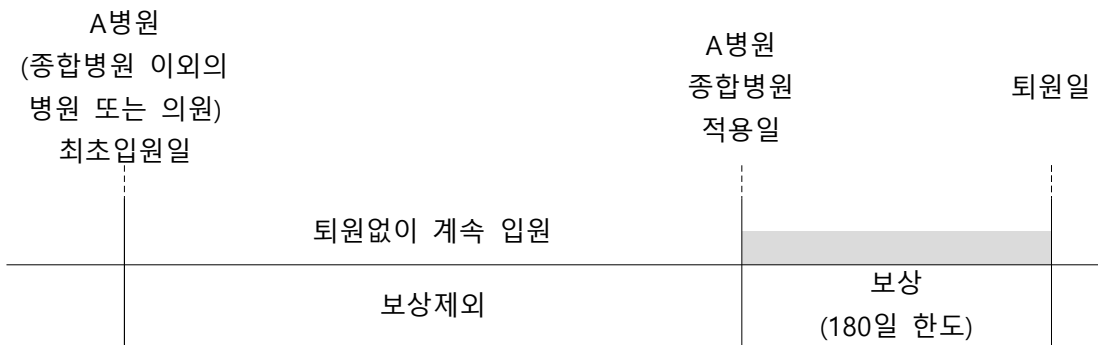 A병원
(종합병원 이외의
병원 또는 의원)
최초입원일
A병원
종합병원
적용일
퇴원일
퇴원없이 계속 입원
보상제외
보상
(180일 한도)